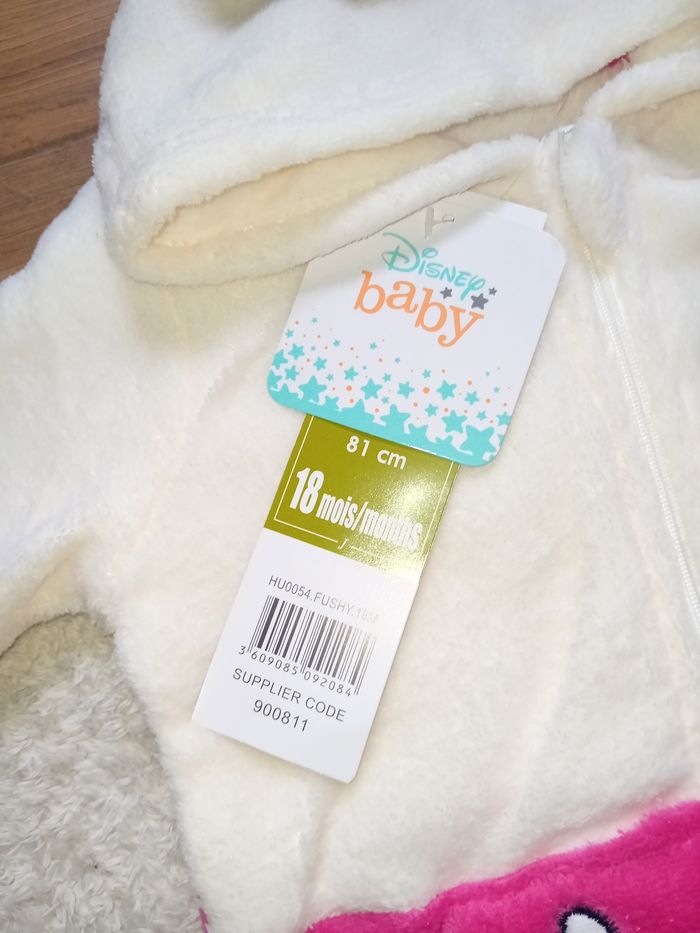 Disney
baby
81 cm
18 mois/months
HU0054.FUSHY.18M
3 609085 092084
SUPPLIER CODE
900811